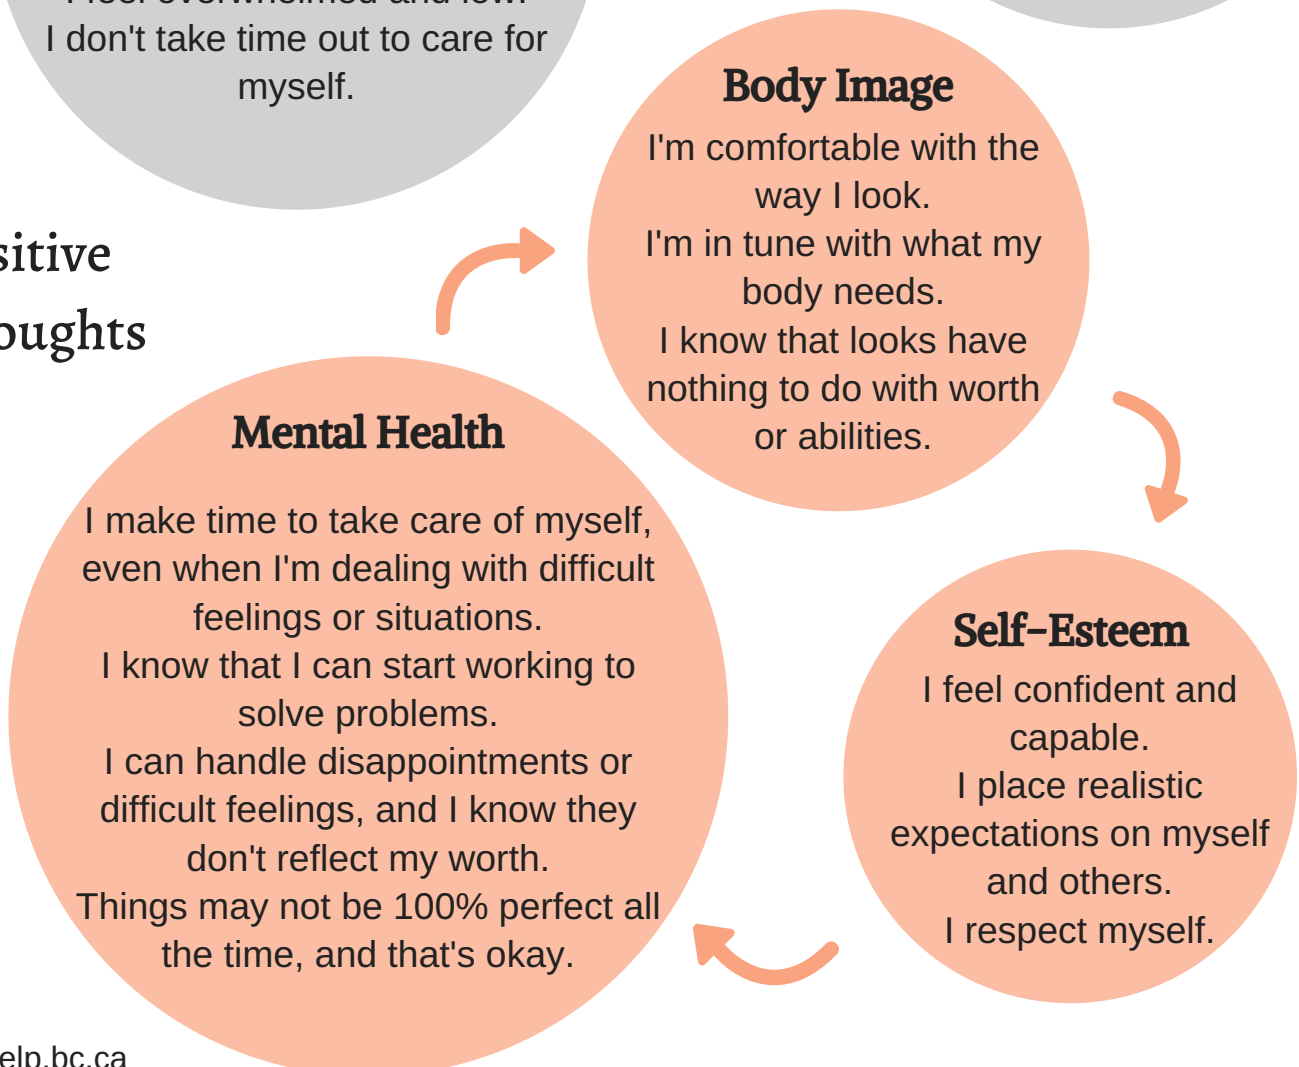 I feel overwhelmed and low.
I don't take time out to care for
myself.
Body Image
I'm comfortable with the
way I look.
I'm in tune with what my
body needs.
I know that looks have
nothing to do with worth
or abilities.
sitive
oughts
Mental Health
I make time to take care of myself,
even when I'm dealing with difficult
feelings or situations.
I know that I can start working to
solve problems.
I can handle disappointments or
difficult feelings, and I know they
don't reflect my worth.
Things may not be 100% perfect all
the time, and that's okay.
Self-Esteem
I feel confident and
capable.
I place realistic
expectations on myself
and others.
I respect myself.
elp.bc.ca